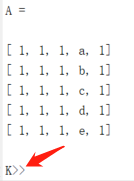 A =
[ 1, 1, 1, a, 1]
[ 1, 1, 1, b, 1]
[ 1, 1, 1, c, 1]
[ 1, 1, 1, d, 1]
[ 1, 1, 1, e, 1]
K>>